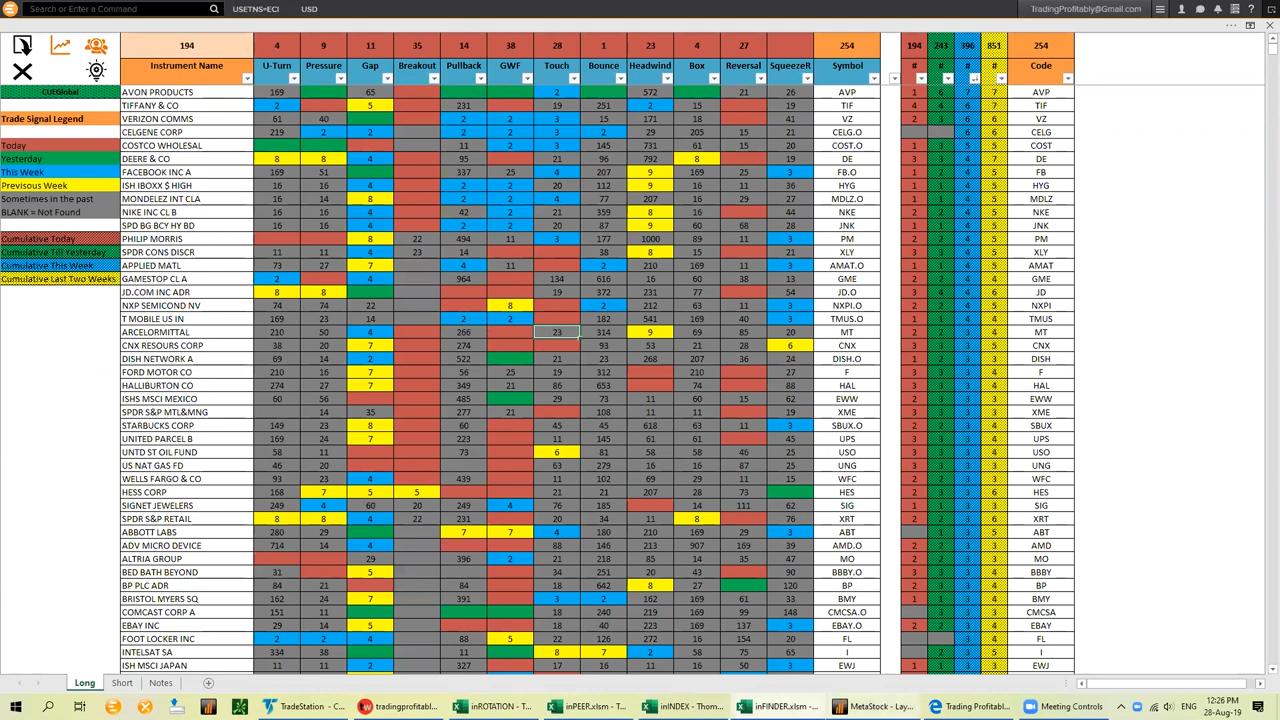 Search or Enter Command
USETNS=ECI
USD
TradingProfitably@Gmail.com
194 4 9 11 35 14 38 28 1 23 4 27 254 194 243 396 851 254
Instrument Name U-Turn Pressure Gap Breakout Pullback GWF Touch Bounce Headwind Box Reversal SqueezeR Symbol # # # # Code
CUEGlobal
Trade Signal Legend
Today
Yesterday
This Week
Previsous Week
Sometimes in the past
BLANK = Not Found
Cumulative Today
Cumulative Till Yesterday
Cumulative This Week
Cumulative Last Two Weeks
AVON PRODUCTS 169 65 2 572 21 26 AVP 1 6 7 7 AVP
TIFFANY & CO 2 5 231 19 251 2 15 19 TIF 4 4 6 7 TIF
VERIZON COMMS 61 40 2 2 3 15 171 18 41 VZ 2 3 6 6 VZ
CELGENE CORP 219 2 2 2 2 3 2 29 205 15 21 CELG.O 6 6 CELG
COSTCO WHOLESAL 11 2 3 145 731 61 15 20 COST.O 1 3 5 5 COST
DEERE & CO 8 8 4 95 21 96 792 8 19 DE 3 3 4 7 DE
FACEBOOK INC A 169 51 337 25 4 207 9 169 25 3 FB.O 1 2 4 5 FB
ISH IBOXX $ HIGH 16 16 4 2 2 20 112 9 11 36 HYG 1 1 4 5 HYG
MONDELEZ INT CLA 16 14 8 2 2 4 77 207 16 29 27 MDLZ.O 1 1 4 5 MDLZ
NIKE INC CL B 16 16 4 42 2 21 359 8 16 44 NKE 2 2 4 5 NKE
SPD BG BCY HY BD 16 16 4 2 2 20 87 9 60 68 28 JNK 1 1 4 5 JNK
PHILIP MORRIS 8 22 494 11 3 177 1000 89 11 3 PM 2 2 4 5 PM
SPDR CONS DISCR 11 4 23 14 38 8 15 21 3 XLY 2 2 4 5 XLY
APPLIED MATL 73 27 7 4 11 2 210 169 11 3 AMAT.O 1 1 4 5 AMAT
GAMESTOP CL A 2 4 964 134 616 16 60 38 13 GME 2 2 4 5 GME
JD.COM INC ADR 8 8 19 372 231 77 54 JD.O 3 4 4 6 JD
NXP SEMICOND NV 74 74 22 8 2 212 63 11 3 NXPI.O 2 2 4 5 NXPI
T MOBILE US IN 169 23 14 2 2 182 541 169 40 3 TMUS.O 1 1 4 4 TMUS
ARCELORMITTAL 210 50 4 266 23 314 9 69 85 20 MT 2 2 3 4 MT
CNX RESOURS CORP 38 20 7 274 93 53 21 28 6 CNX 3 3 3 5 CNX
DISH NETWORK A 69 14 2 522 21 23 268 207 36 24 DISH.O 1 2 3 3 DISH
FORD MOTOR CO 210 16 7 56 25 19 312 210 27 F 3 3 3 4 F
HALLIBURTON CO 274 27 7 349 21 86 653 74 88 HAL 3 3 3 4 HAL
ISHS MSCI MEXICO 60 56 485 29 73 11 60 15 62 EWW 2 3 3 3 EWW
SPDR S&P MTL&MNG 14 35 277 21 108 11 11 19 XME 3 3 3 3 XME
STARBUCKS CORP 149 23 8 223 45 45 618 63 28 3 SBUX.O 2 2 3 4 SBUX
UNITED PARCEL B 169 24 7 223 11 145 61 61 45 UPS 3 3 3 4 UPS
UNTD ST OIL FUND 58 11 73 6 81 58 58 46 25 USO 3 3 3 4 USO
US NAT GAS FD 46 20 63 279 16 16 87 25 UNG 3 3 3 3 UNG
WELLS FARGO & CO 93 23 4 439 11 102 69 29 11 15 WFC 2 2 3 3 WFC
HESS CORP 168 7 5 5 21 21 207 28 73 HES 2 3 3 6 HES
SIGNET JEWELERS 249 4 60 20 249 4 76 185 14 111 62 SIG 2 2 3 3 SIG
SPDR S&P RETAIL 8 8 4 22 231 20 34 11 8 76 XRT 2 2 3 6 XRT
ABBOTT LABS 280 29 7 7 4 180 210 169 29 3 ABT 1 3 5 ABT
ADV MICRO DEVICE 714 14 4 88 146 213 907 169 39 AMD.O 2 2 3 3 AMD
ALTRIA GROUP 29 396 2 18 218 85 14 47 MO 2 2 3 3 MO
BED BATH BEYOND 31 5 34 251 20 43 90 BBBY.O 3 3 3 4 BBBY
BP PLC ADR 84 21 84 18 642 8 27 120 BP 2 3 3 4 BP
BRISTOL MYERS SQ 162 24 7 391 3 2 162 169 61 33 BMY 1 1 3 4 BMY
COMCAST CORP A 151 11 18 240 219 169 99 148 CMCSA.O 3 3 3 CMCSA
EBAY INC 29 14 5 18 40 223 169 137 3 EBAY.O 2 2 3 4 EBAY
FOOT LOCKER INC 2 2 4 88 5 22 126 272 16 154 20 FL 3 4 FL
INTELSAT SA 334 38 11 8 7 2 58 75 65 I 2 3 5 I
ISH MSCI JAPAN 11 11 2 327 17 16 11 16 50 3 EWJ 1 1 3 3 EWJ
Long Short Notes
TradeStation - C... tradingprofitabl... inROTATION - T... inPEER.xlsm - T... inINDEX - Thom... inFINDER.xlsm -... MetaStock - Lay... Trading Profitabl... Meeting Controls
12:26 PM
28-Aug-19